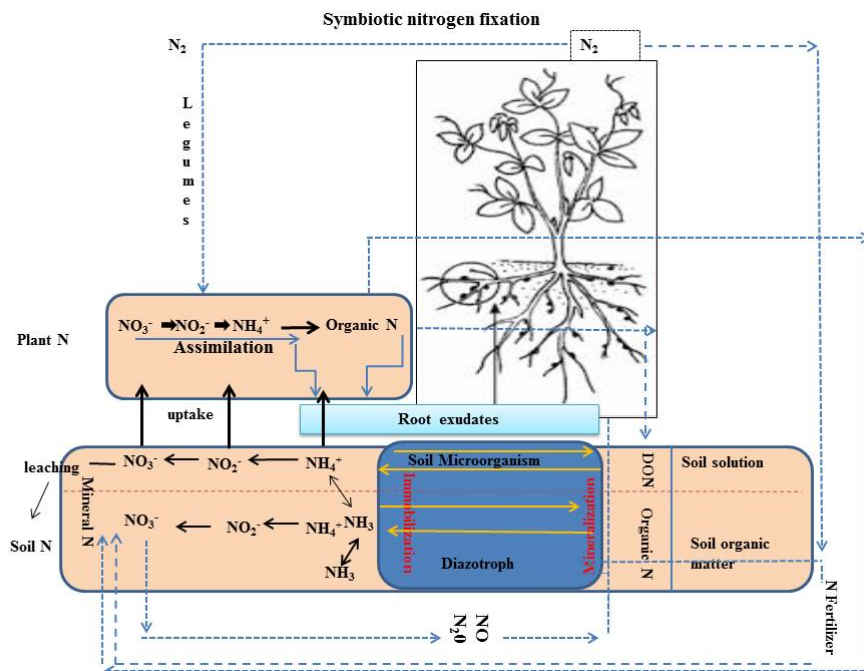 Symbiotic nitrogen fixation
N₂
N₂
Legumes
Plant N
NO₃⁻ NO₂⁻ NH₄⁺ Organic N
Assimilation
uptake
Root exudates
leaching
Soil N
Mineral N
NO₃⁻ NO₂⁻ NH₄⁺
Soil Microorganism
DON
Soil solution
Immobilization
Mineralization
NO₃⁻ NO₂⁻ NH₄⁺ NH₃
NH₃
Diazotroph
Organic N
Soil organic
matter
N Fertilizer
NO
N₂0